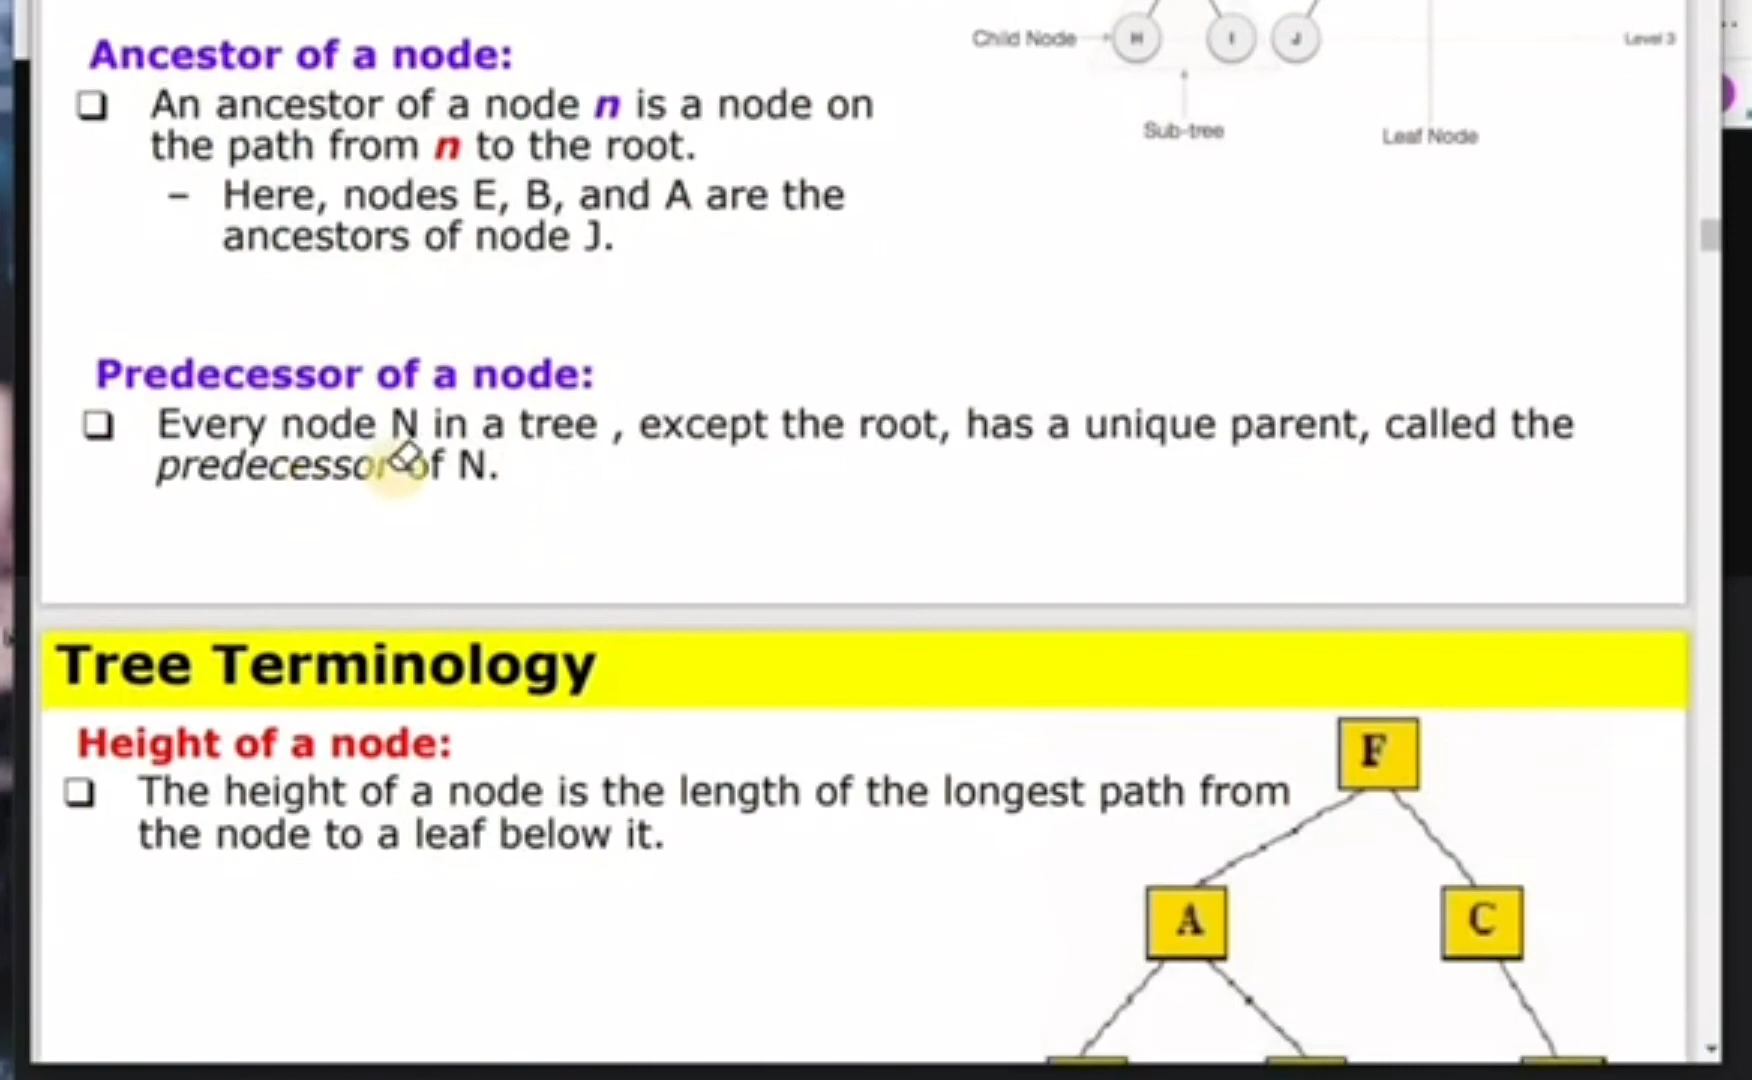 Ancestor of a node:
❑ An ancestor of a node n is a node on
the path from n to the root.
– Here, nodes E, B, and A are the
ancestors of node J.
Child Node
H
I
J
Level 3
Sub-tree
Leaf Node
Predecessor of a node:
❑ Every node N in a tree , except the root, has a unique parent, called the
predecessor of N.
Tree Terminology
Height of a node:
❑ The height of a node is the length of the longest path from
the node to a leaf below it.
F
A
C